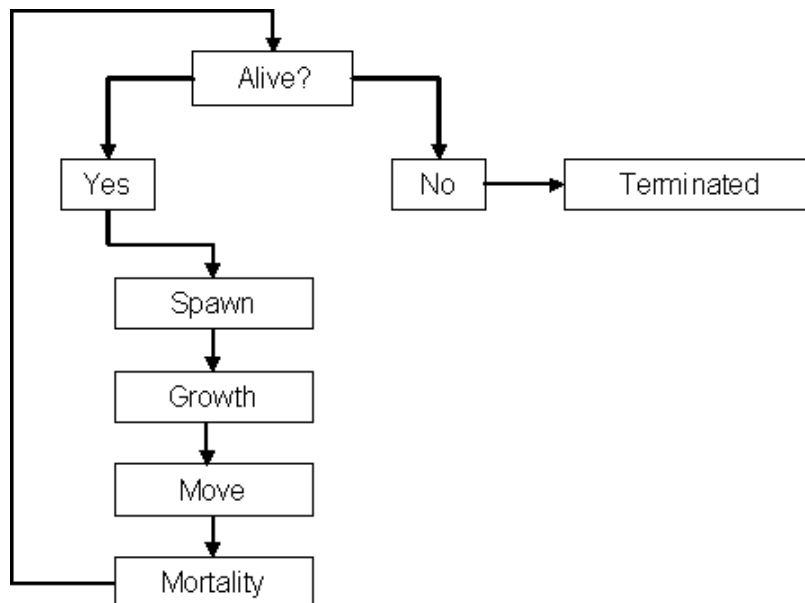 Alive?
Yes
No
Terminated
Spawn
Growth
Move
Mortality